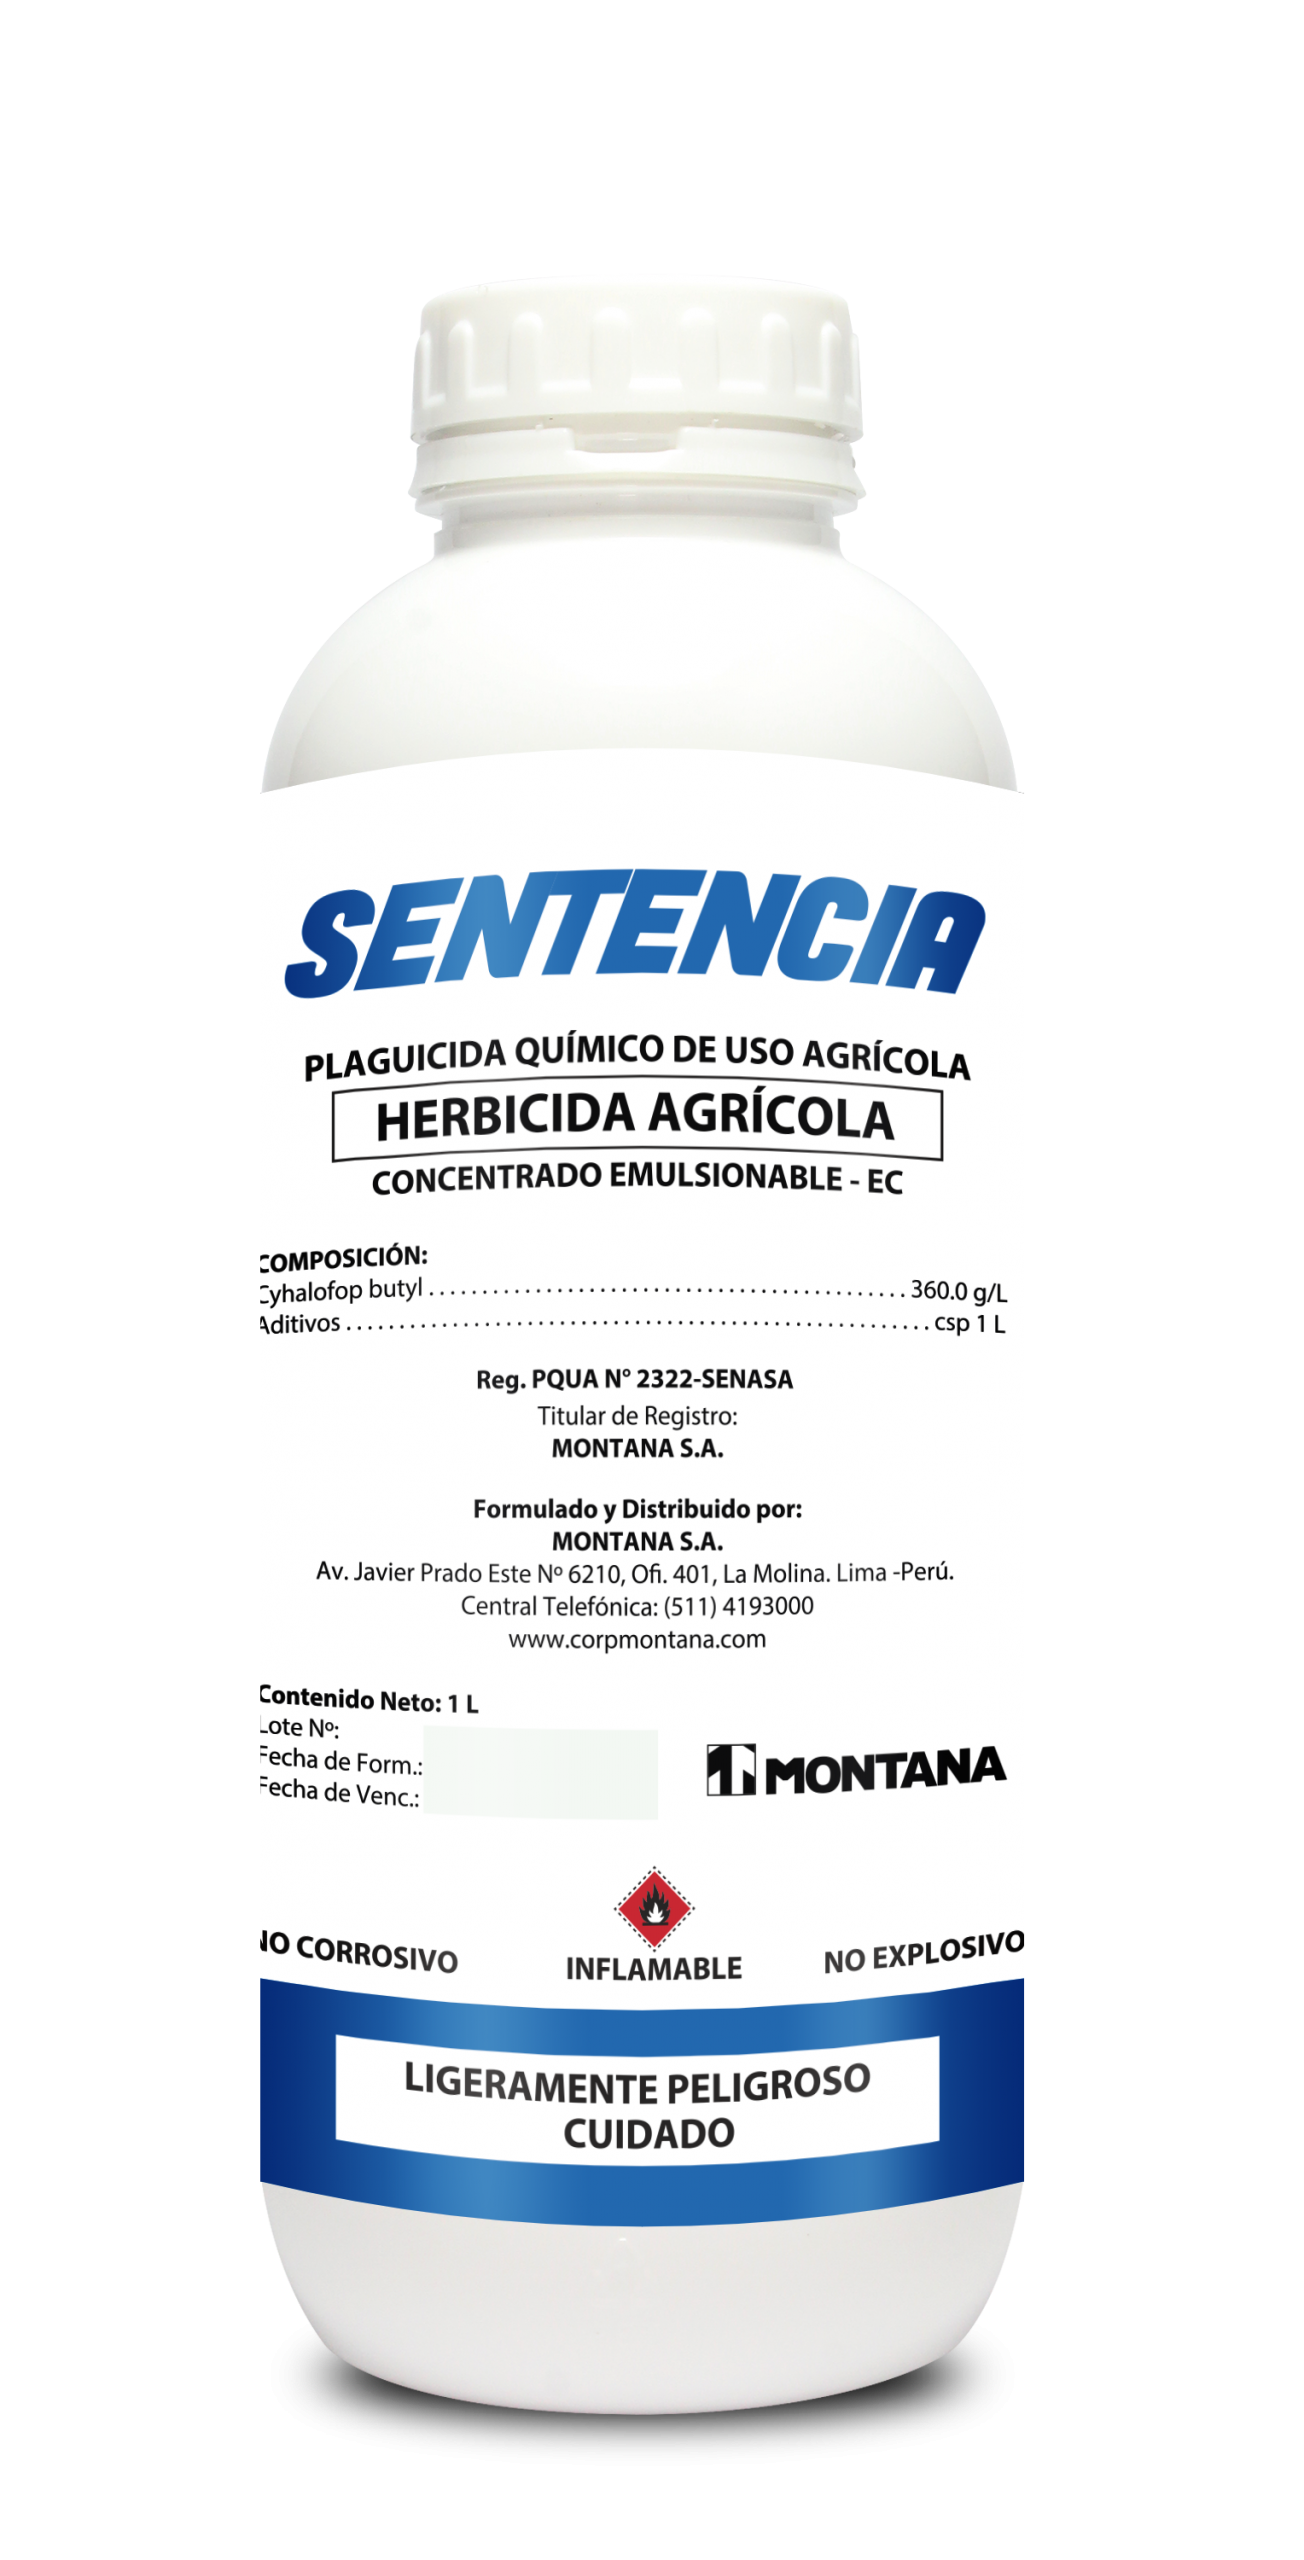 SENTENCIA
PLAGUICIDA QUÍMICO DE USO AGRÍCOLA
HERBICIDA AGRÍCOLA
CONCENTRADO EMULSIONABLE - EC
COMPOSICIÓN:
Cyhalofop butyl ............................................. 360.0 g/L
Aditivos ....................................................... csp 1 L
Reg. PQUA N° 2322-SENASA
Titular de Registro:
MONTANA S.A.
Formulado y Distribuido por:
MONTANA S.A.
Av. Javier Prado Este Nº 6210, Ofi. 401, La Molina. Lima -Perú.
Central Telefónica: (511) 4193000
www.corpmontana.com
Contenido Neto: 1 L
Lote Nº:
Fecha de Form.:
Fecha de Venc.:
MONTANA
NO CORROSIVO
INFLAMABLE
NO EXPLOSIVO
LIGERAMENTE PELIGROSO
CUIDADO